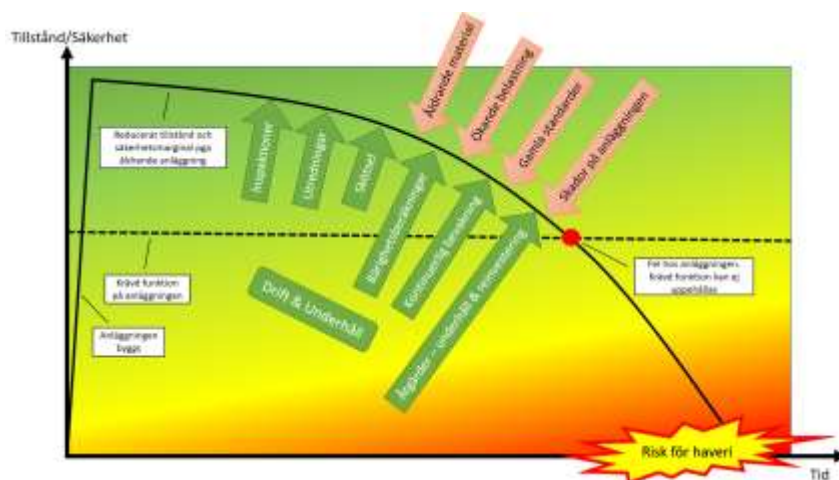 Tillstånd/Säkerhet
Åldrande material
Ökande belastning
Gamla standarder
Skador på anläggningen
Reducerat tillstånd och
säkerhetsmarginal pga
åldrande anläggning
Inspektioner
Utredningar
Skötsel
Bärighetsberäkningar
Kontinuerlig bevakning
Åtgärder – underhåll & reinvestering
Drift & Underhåll
Krävd funktion
på anläggningen
Anläggningen
byggs
Fel hos anläggningen.
Krävd funktion kan ej
upprhållas
Risk för haveri
Tid